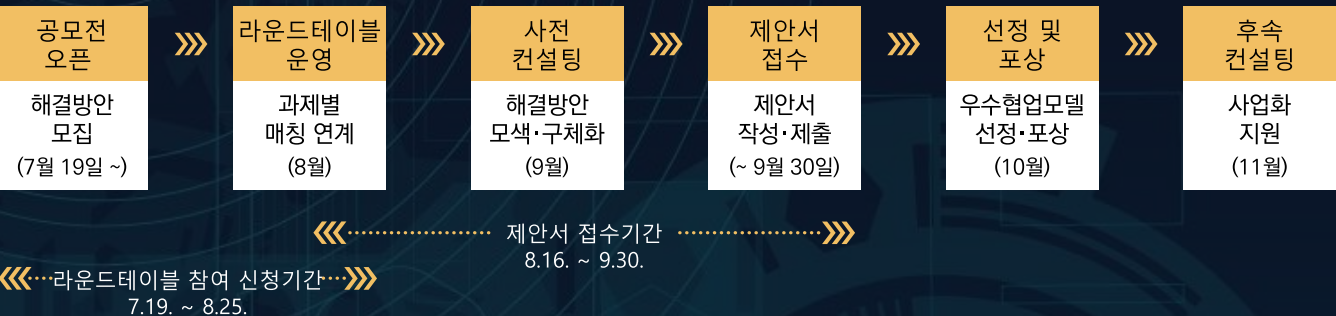 공모전
오픈
해결방안
모집
(7월 19일 ~)
라운드테이블
운영
과제별
매칭 연계
(8월)
사전
컨설팅
해결방안
모색·구체화
(9월)
제안서
접수
제안서
작성·제출
(~ 9월 30일)
선정 및
포상
우수협업모델
선정·포상
(10월)
후속
컨설팅
사업화
지원
(11월)
제안서 접수기간
8.16. ~ 9.30.
라운드테이블 참여 신청기간
7.19. ~ 8.25.